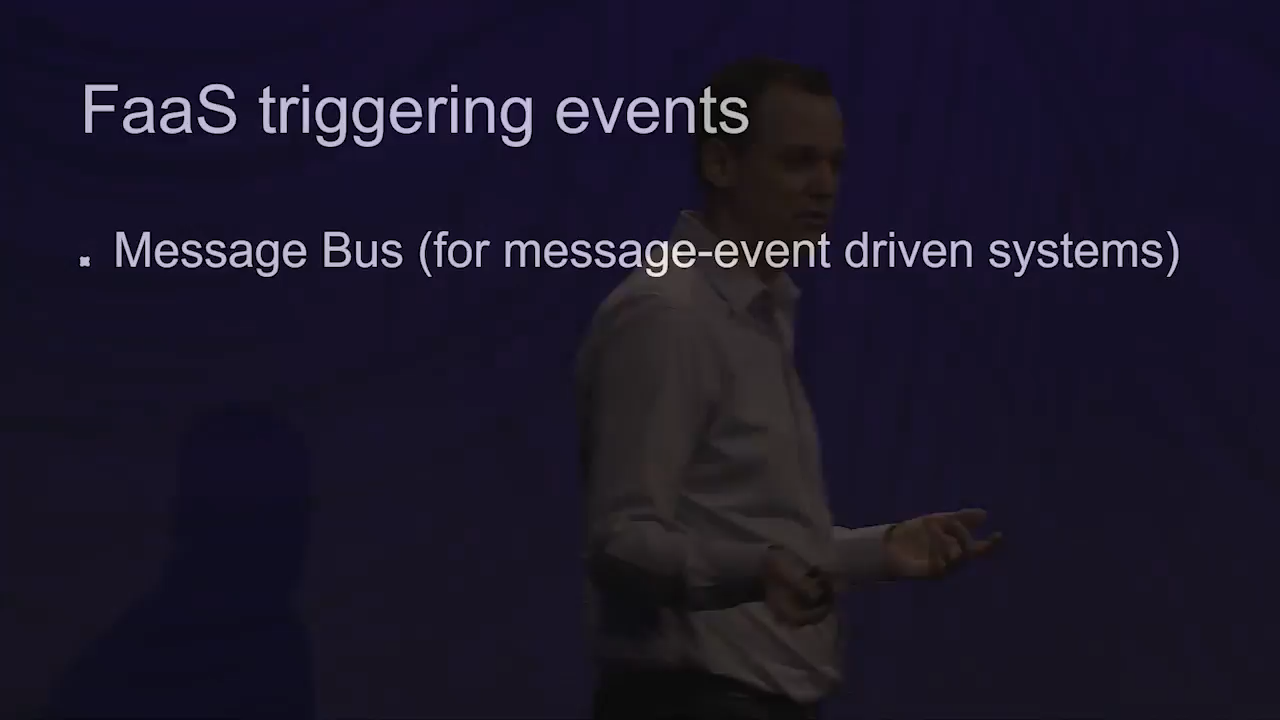 FaaS triggering events
Message Bus (for message-event driven systems)